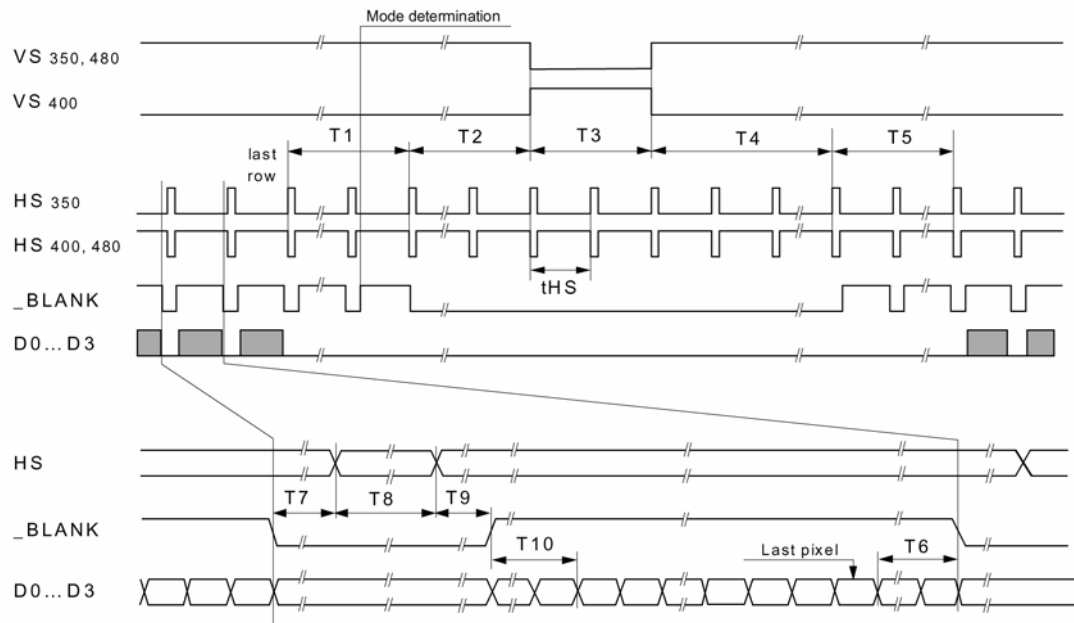 Mode determination
VS 350, 480
VS 400
T1 T2 T3 T4 T5
last
row
HS 350
HS 400, 480
tHS
_BLANK
D0...D3
HS
T7 T8 T9
_BLANK
T10 Last pixel T6
D0...D3